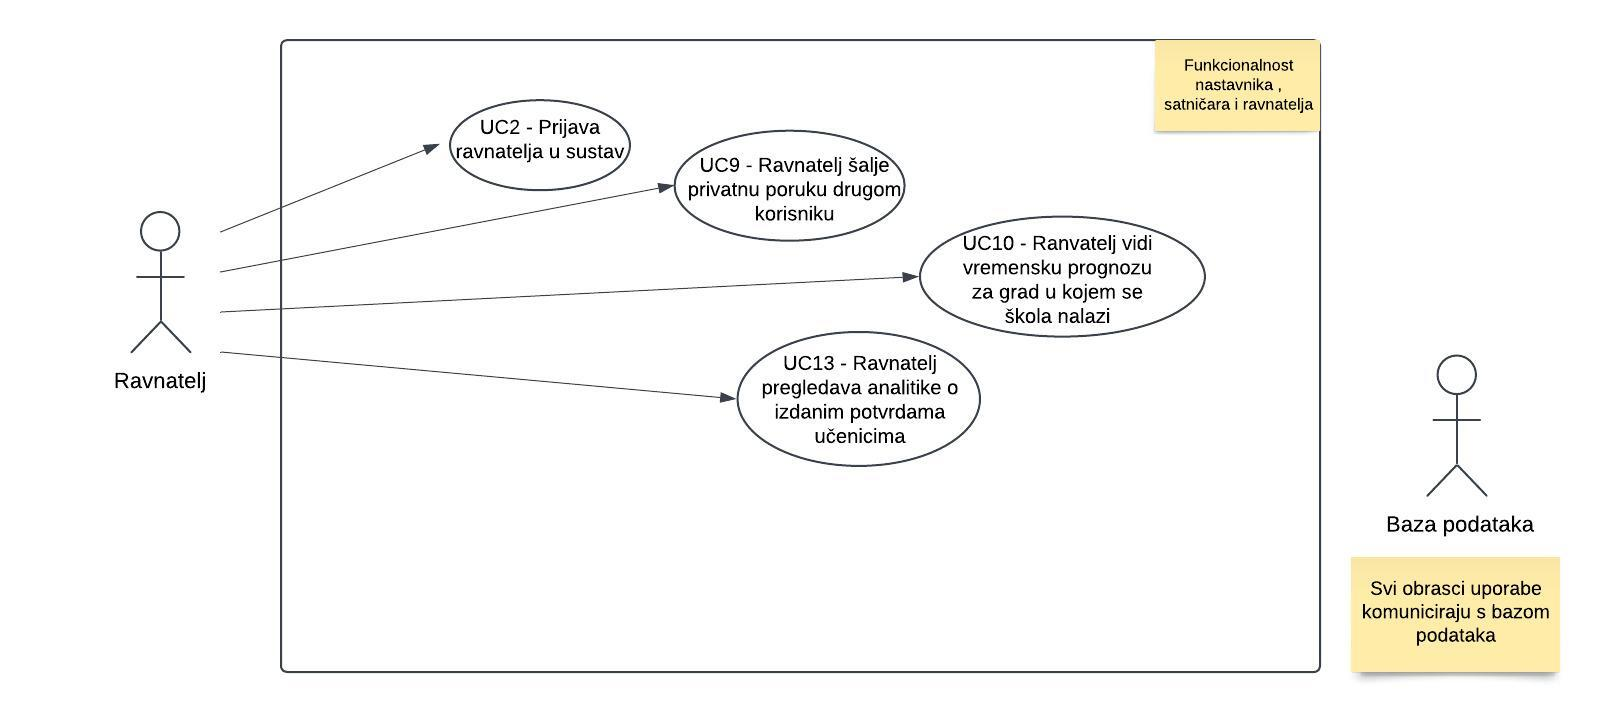 Funkcionalnost
nastavnika ,
satničara i ravnatelja
UC2 - Prijava
ravnatelja u sustav
UC9 - Ravnatelj šalje
privatnu poruku drugom
korisniku
UC10 - Ranvatelj vidi
vremensku prognozu
za grad u kojem se
škola nalazi
UC13 - Ravnatelj
pregledava analitike o
izdanim potvrdama
učenicima
Ravnatelj
Baza podataka
Svi obrasci uporabe
komuniciraju s bazom
podataka